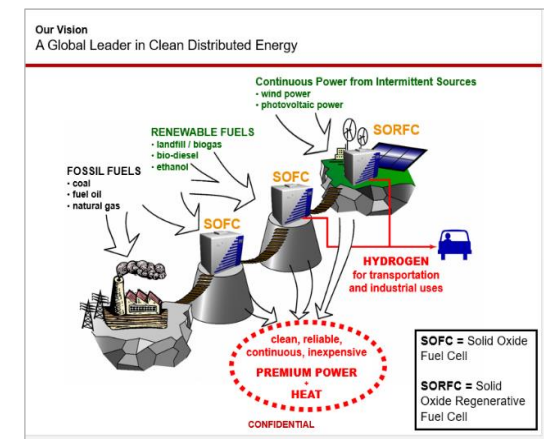 Our Vision
A Global Leader in Clean Distributed Energy
Continuous Power from Intermittent Sources
• wind power
• photovoltaic power
SORFC
RENEWABLE FUELS
• landfill / biogas
• bio-diesel
• ethanol
SOFC
FOSSIL FUELS
• coal
• fuel oil
• natural gas
SOFC
HYDROGEN
for transportation
and industrial uses
clean, reliable,
continuous, inexpensive
PREMIUM POWER
+
HEAT
SOFC = Solid Oxide
Fuel Cell
SORFC = Solid
Oxide Regenerative
Fuel Cell
CONFIDENTIAL